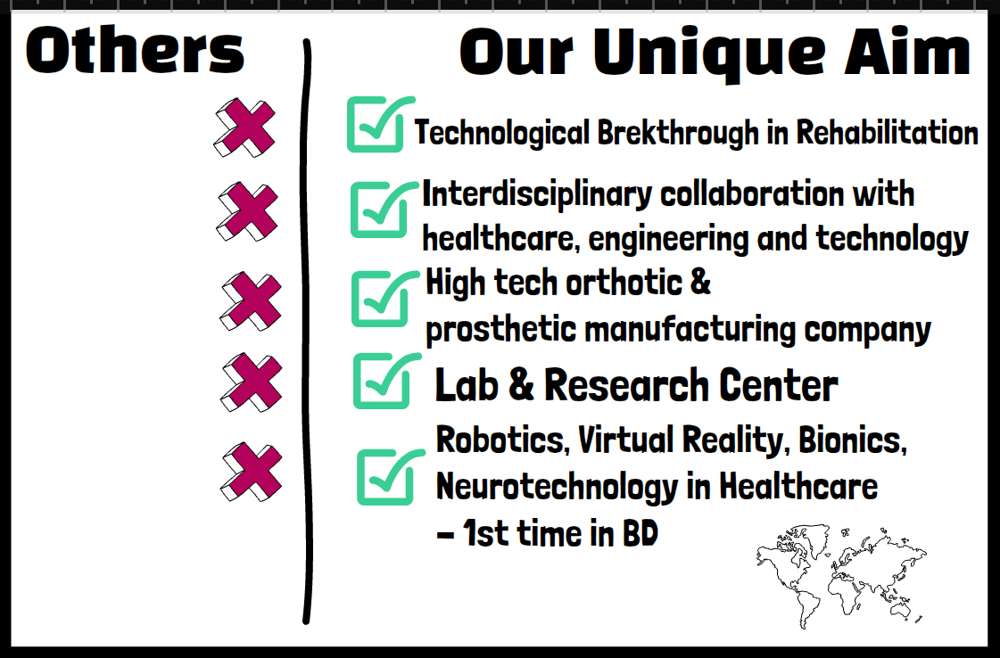 Others
Our Unique Aim
Technological Brekthrough in Rehabilitation
Interdisciplinary collaboration with
healthcare, engineering and technology
High tech orthotic &
prosthetic manufacturing company
Lab & Research Center
Robotics, Virtual Reality, Bionics,
Neurotechnology in Healthcare
– 1st time in BD